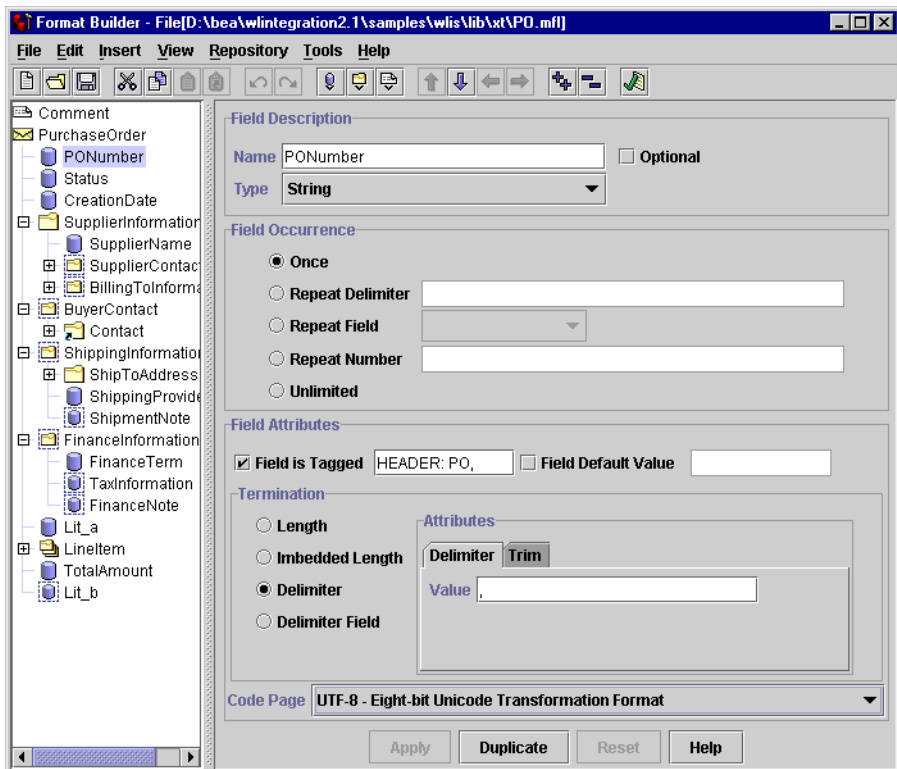 Format Builder - File[D:\bea\wlintegration2.1\samples\wlis\lib\xt\PO.mfl]
File Edit Insert View Repository Tools Help
Comment
PurchaseOrder
PONumber
Status
CreationDate
SupplierInformation
SupplierName
SupplierContac
BillingToInforma
BuyerContact
Contact
ShippingInformation
ShipToAddress
ShippingProvide
ShipmentNote
FinanceInformation
FinanceTerm
TaxInformation
FinanceNote
Lit_a
LineItem
TotalAmount
Lit_b
Field Description
Name PONumber Optional
Type String
Field Occurrence
Once
Repeat Delimiter
Repeat Field
Repeat Number
Unlimited
Field Attributes
Field is Tagged HEADER: PO, Field Default Value
Termination
Length
Imbedded Length
Delimiter
Delimiter Field
Attributes
Delimiter Trim
Value ,
Code Page UTF-8 - Eight-bit Unicode Transformation Format
Apply Duplicate Reset Help